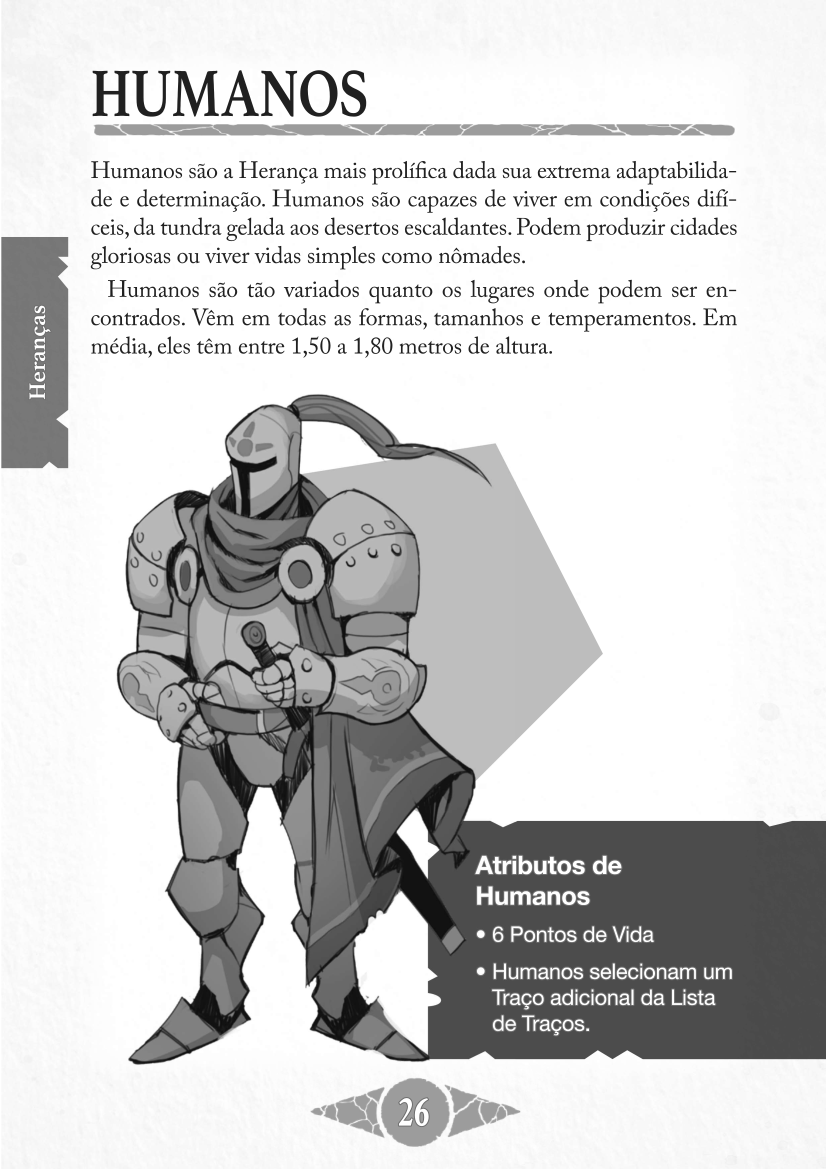 HUMANOS
Humanos são a Herança mais prolífica dada sua extrema adaptabilida-
de e determinação. Humanos são capazes de viver em condições difí-
ceis, da tundra gelada aos desertos escaldantes. Podem produzir cidades
gloriosas ou viver vidas simples como nômades.
Humanos são tão variados quanto os lugares onde podem ser en-
contrados. Vêm em todas as formas, tamanhos e temperamentos. Em
média, eles têm entre 1,50 a 1,80 metros de altura.
Heranças
Atributos de
Humanos
• 6 Pontos de Vida
• Humanos selecionam um
Traço adicional da Lista
de Traços.
26